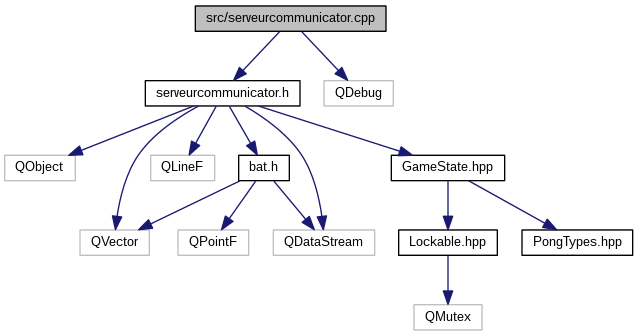 src/serveurcommunicator.cpp
serveurcommunicator.h
QDebug
QObject
QLineF
bat.h
GameState.hpp
QVector
QPointF
QDataStream
Lockable.hpp
PongTypes.hpp
QMutex